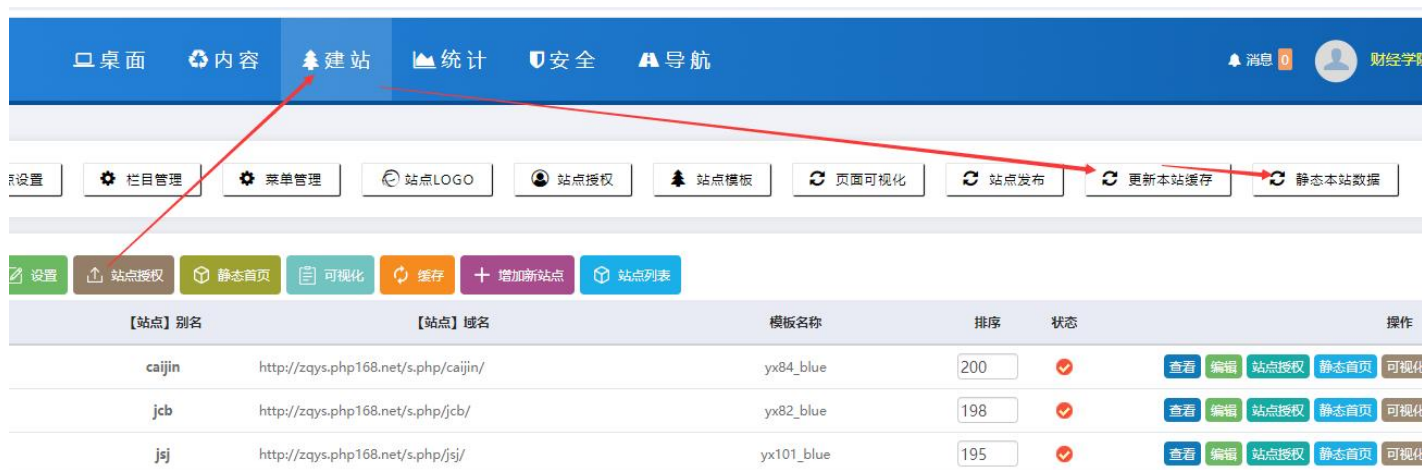 桌面 内容 建站 统计 安全 导航 消息 0 财经学院
点设置 栏目管理 菜单管理 站点LOGO 站点授权 站点模板 页面可视化 站点发布 更新本站缓存 静态本站数据
设置 站点授权 静态首页 可视化 缓存 增加新站点 站点列表
【站点】别名 【站点】域名 模板名称 排序 状态 操作
caijin http://zqys.php168.net/s.php/caijin/ yx84_blue 200 查看 编辑 站点授权 静态首页 可视化
jcb http://zqys.php168.net/s.php/jcb/ yx82_blue 198 查看 编辑 站点授权 静态首页 可视化
jsj http://zqys.php168.net/s.php/jsj/ yx101_blue 195 查看 编辑 站点授权 静态首页 可视化